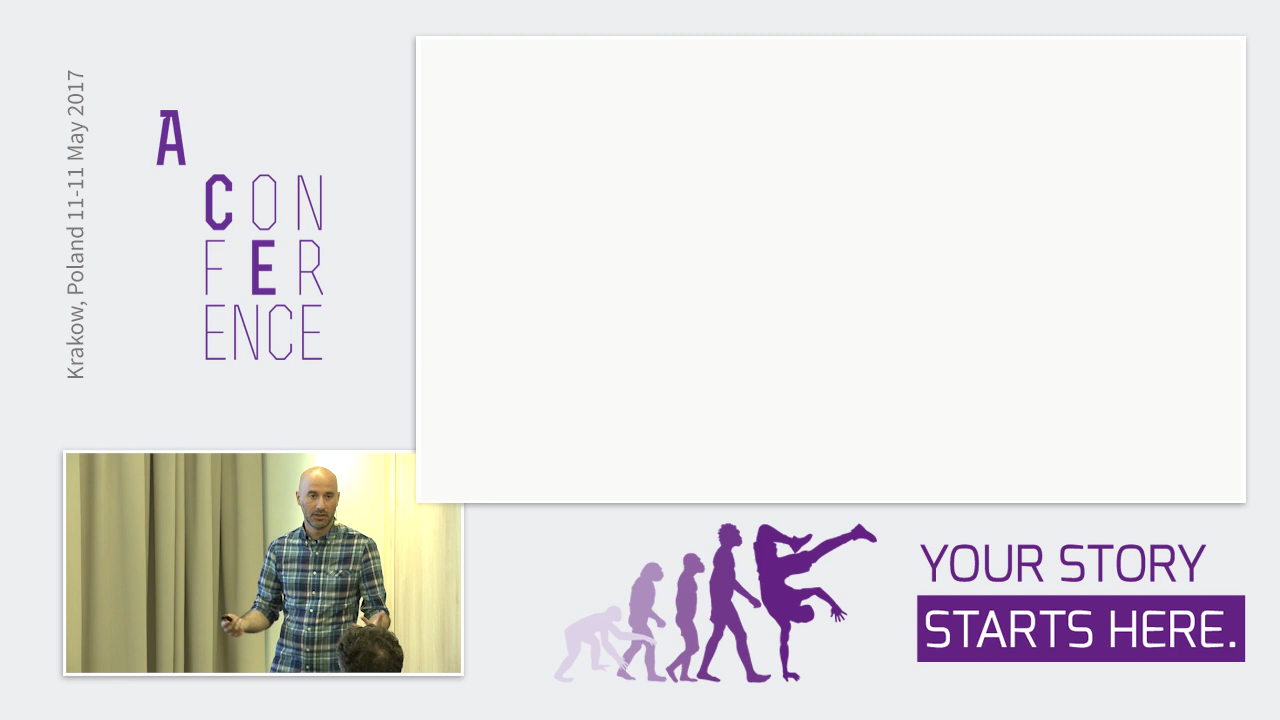 Krakow, Poland 11-11 May 2017
A
CON
FER
ENCE
YOUR STORY
STARTS HERE.